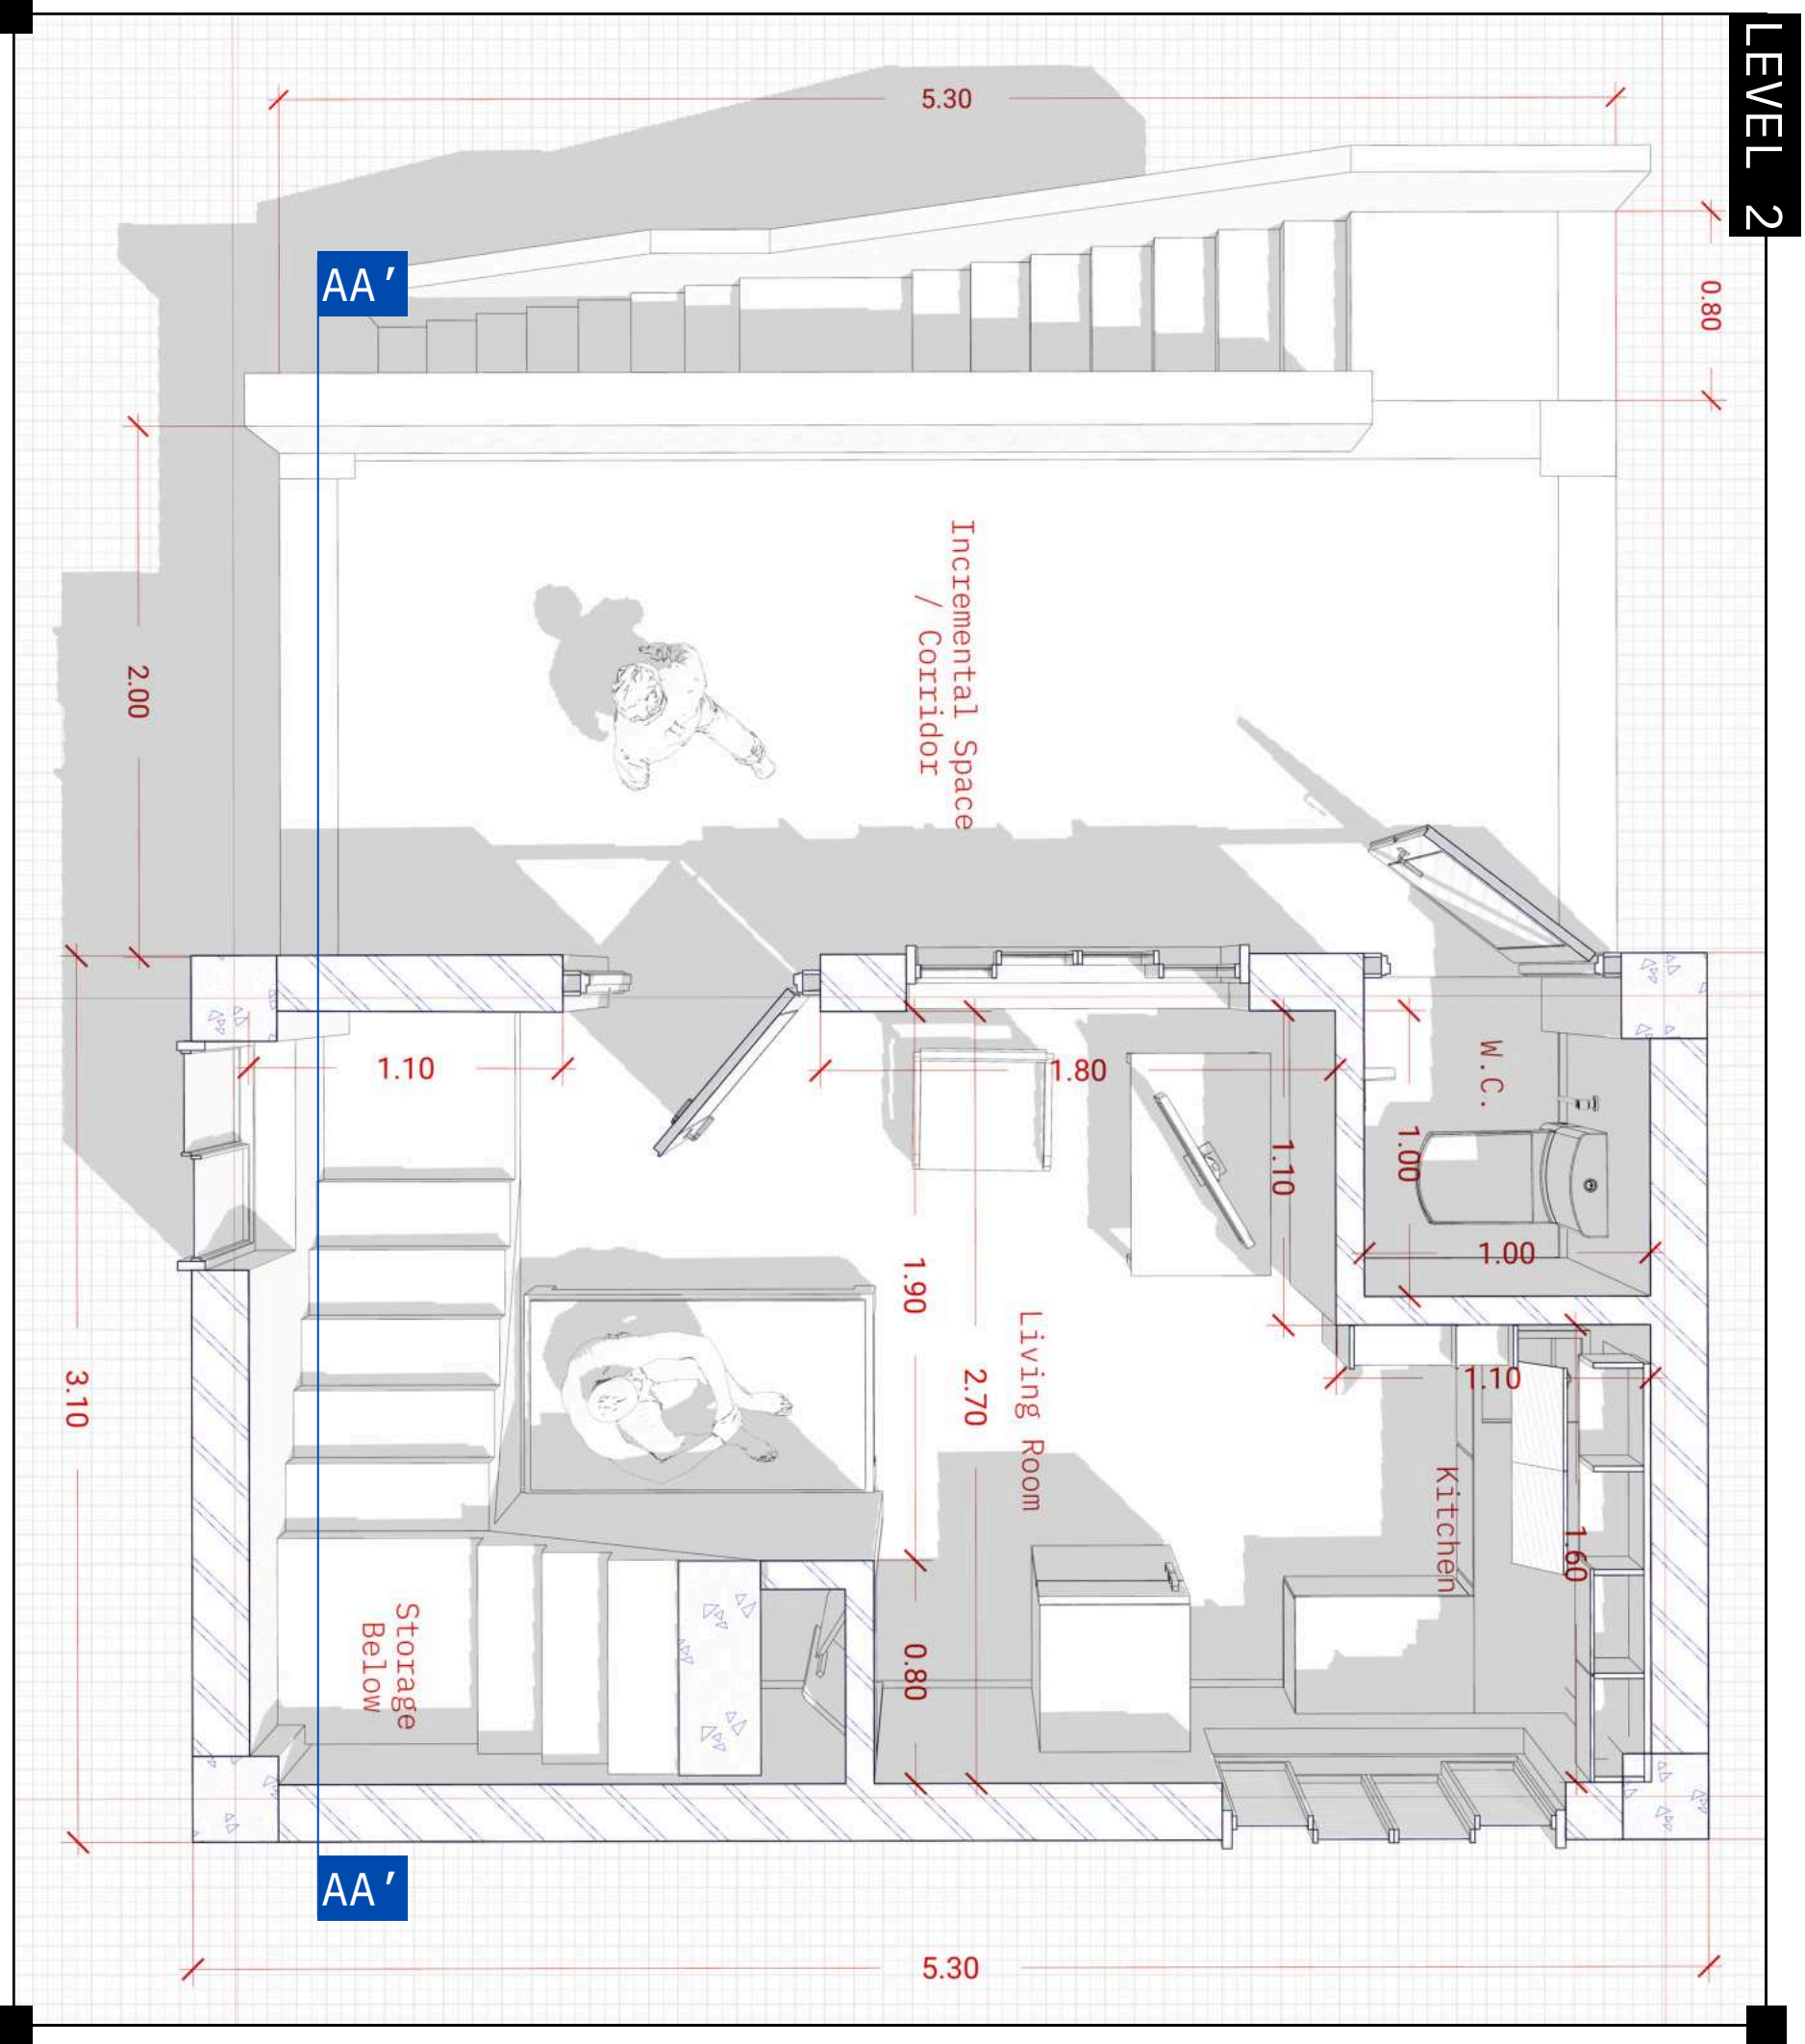 LEVEL 2
5.30
0.80
AA’
2.00
Incremental Space
/ Corridor
1.10
1.80
W.C.
1.00
1.10
1.00
1.90
2.70
Living Room
3.10
1.10
Kitchen
1.60
Storage
Below
0.80
AA’
5.30